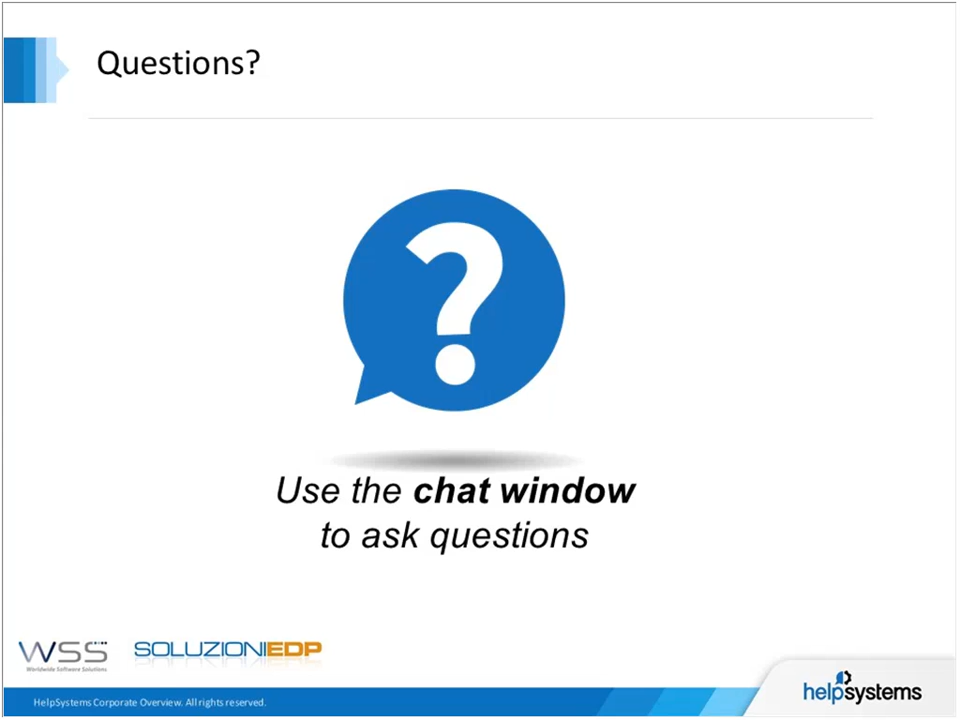 Questions?
?
Use the chat window
to ask questions
WSS
Worldwide Software Solutions
SOLUZIONIEDP
HelpSystems Corporate Overview. All rights reserved.
helpsystems